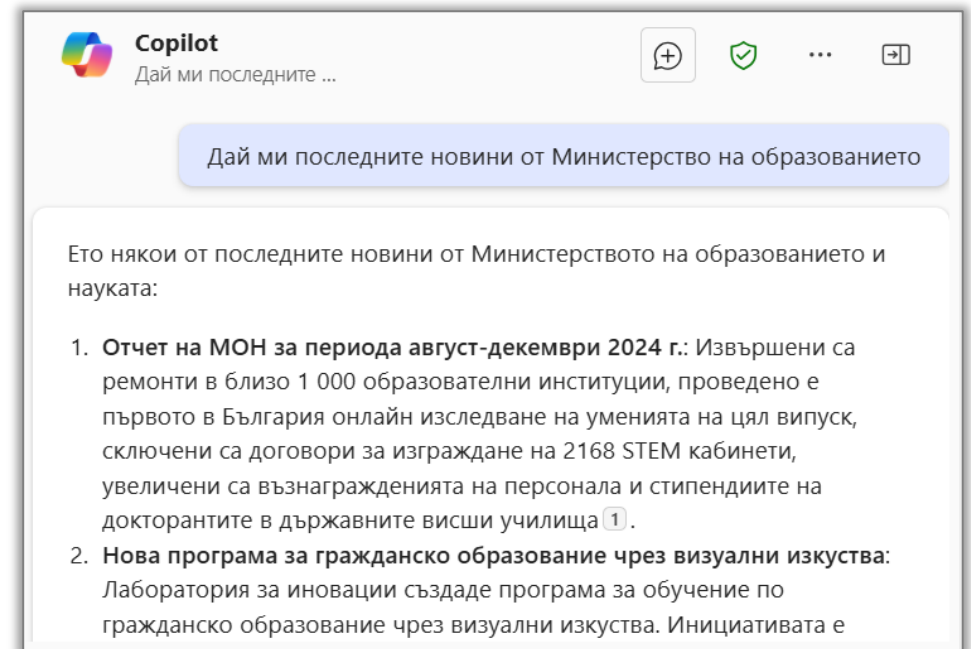 Copilot
Дай ми последните ...
Дай ми последните новини от Министерство на образованието
Ето някои от последните новини от Министерството на образованието и
науката:
1. Отчет на МОН за периода август-декември 2024 г.: Извършени са
ремонти в близо 1 000 образователни институции, проведено е
първото в България онлайн изследване на уменията на цял випуск,
сключени са договори за изграждане на 2168 STEM кабинети,
увеличени са възнагражденията на персонала и стипендиите на
докторантите в държавните висши училища 1 .
2. Нова програма за гражданско образование чрез визуални изкуства:
Лаборатория за иновации създаде програма за обучение по
гражданско образование чрез визуални изкуства. Инициативата е